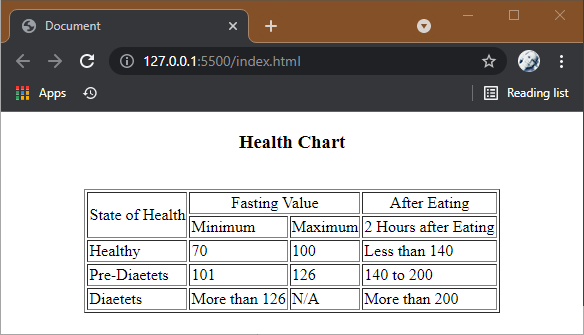 Document
127.0.0.1:5500/index.html
Apps
Reading list
Health Chart
State of Health Fasting Value After Eating
Minimum Maximum 2 Hours after Eating
Healthy 70 100 Less than 140
Pre-Diaetets 101 126 140 to 200
Diaetets More than 126 N/A More than 200